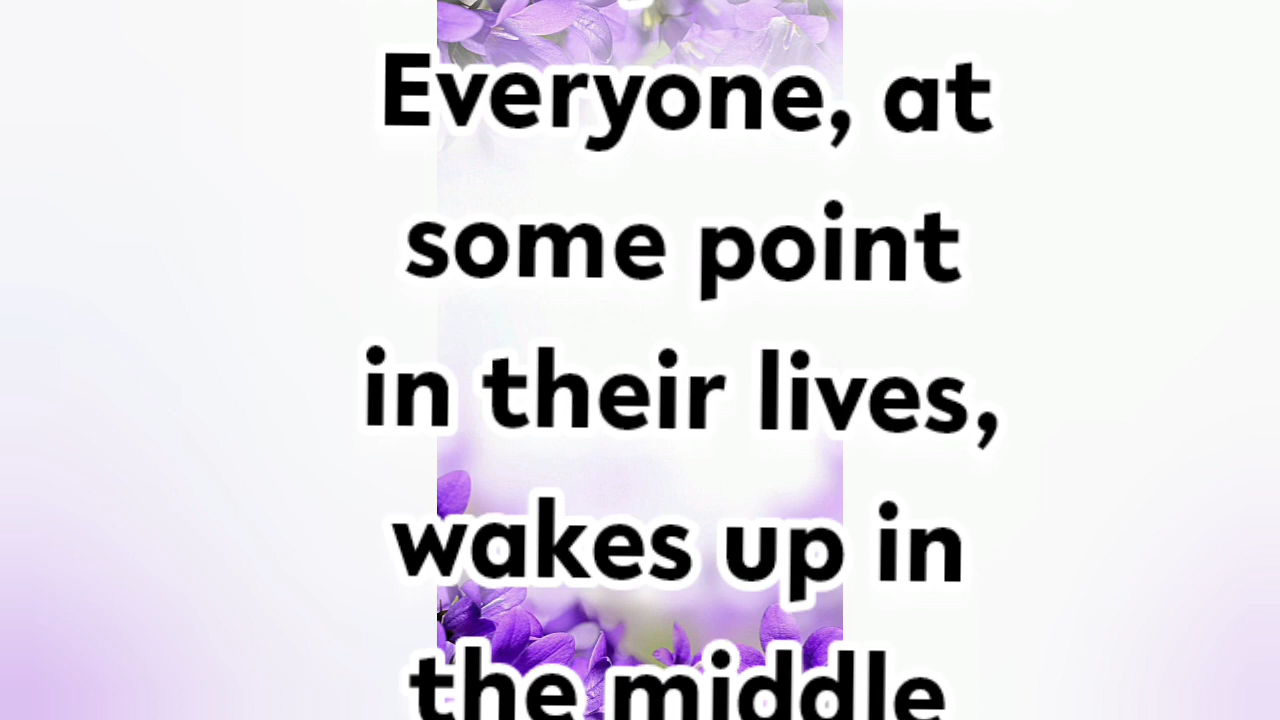 Everyone, at
some point
in their lives,
wakes up in
the middle